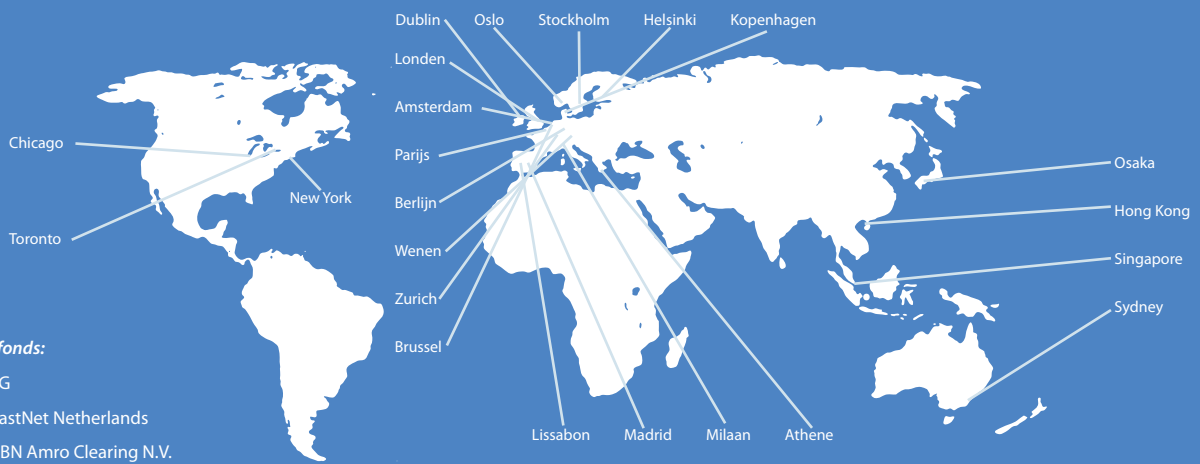 Dublin
Oslo
Stockholm
Helsinki
Kopenhagen
Londen
Amsterdam
Chicago
Parijs
Osaka
New York
Berlijn
Hong Kong
Toronto
Wenen
Singapore
Zurich
Sydney
Brussel
fonds:
G
astNet Netherlands
BN Amro Clearing N.V.
Lissabon
Madrid
Milaan
Athene